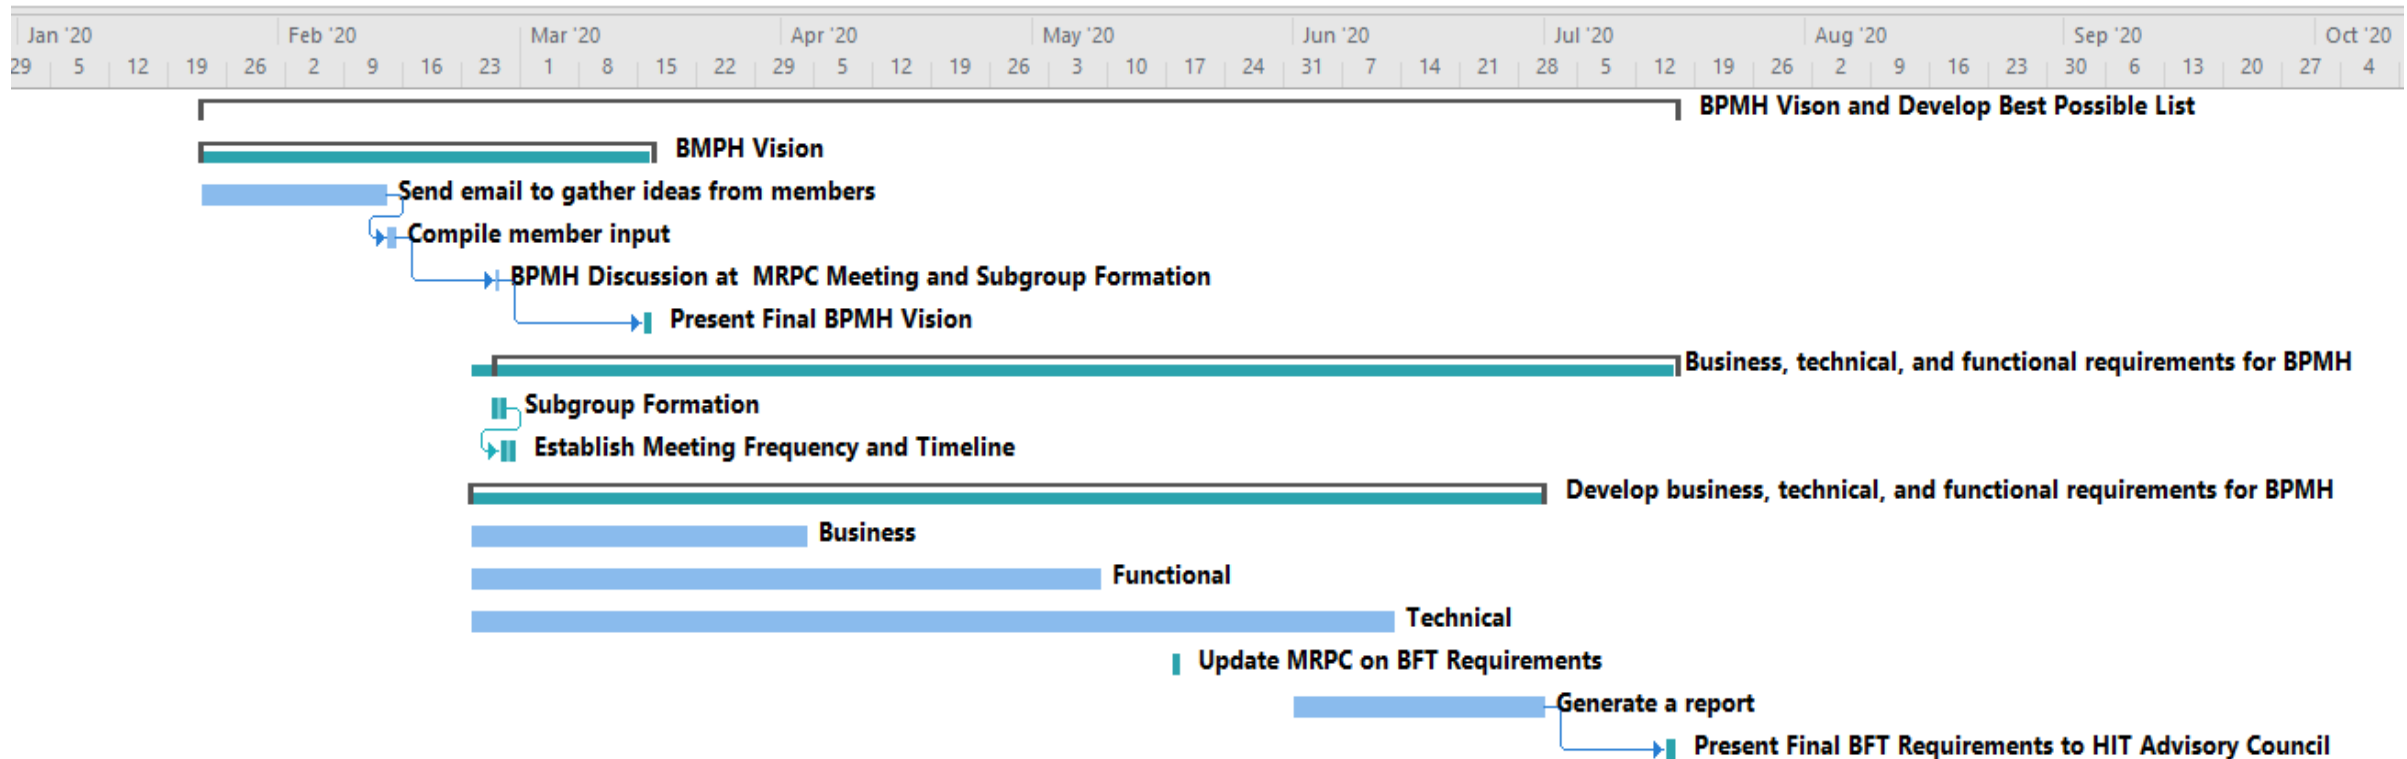 Jan '20 Feb '20 Mar '20 Apr '20 May '20 Jun '20 Jul '20 Aug '20 Sep '20 Oct '20
29 5 12 19 26 2 9 16 23 1 8 15 22 29 5 12 19 26 3 10 17 24 31 7 14 21 28 5 12 19 26 2 9 16 23 30 6 13 20 27 4
BPMH Vison and Develop Best Possible List
BMPH Vision
Send email to gather ideas from members
Compile member input
BPMH Discussion at MRPC Meeting and Subgroup Formation
Present Final BPMH Vision
Business, technical, and functional requirements for BPMH
Subgroup Formation
Establish Meeting Frequency and Timeline
Develop business, technical, and functional requirements for BPMH
Business
Functional
Technical
Update MRPC on BFT Requirements
Generate a report
Present Final BFT Requirements to HIT Advisory Council